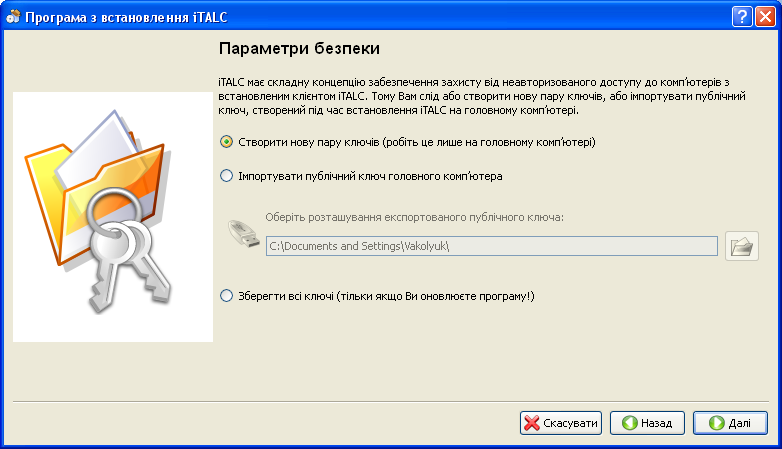 Програма з встановлення iTALC
Параметри безпеки
iTALC має складну концепцію забезпечення захисту від неавторизованого доступу до комп'ютерів з
встановленим клієнтом iTALC. Тому Вам слід або створити нову пару ключів, або імпортувати публічний
ключ, створений під час встановлення iTALC на головному комп'ютері.
Створити нову пару ключів (робіть це лише на головному комп'ютері)
Імпортувати публічний ключ головного комп'ютера
Оберіть розташування експортованого публічного ключа:
C:\Documents and Settings\Vakolyuk\
Зберегти всі ключі (тільки якщо Ви оновлюєте програму!)
Скасувати
Назад
Далі